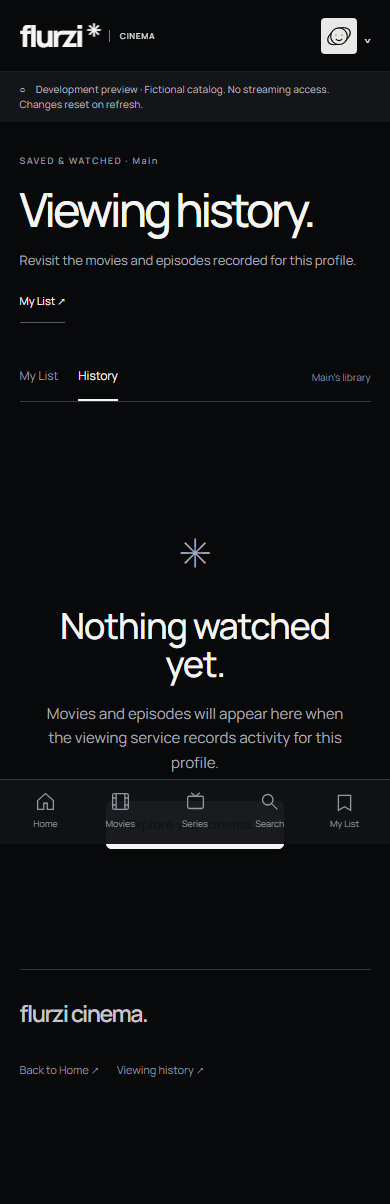 flurzi* | CINEMA
Development preview · Fictional catalog. No streaming access.
Changes reset on refresh.
SAVED & WATCHED · Main
Viewing history.
Revisit the movies and episodes recorded for this profile.
My List ↗
My List History Main's library
Nothing watched
yet.
Movies and episodes will appear here when
the viewing service records activity for this
profile.
Home Movies Series Search My List
flurzi cinema.
Back to Home ↗ Viewing history ↗